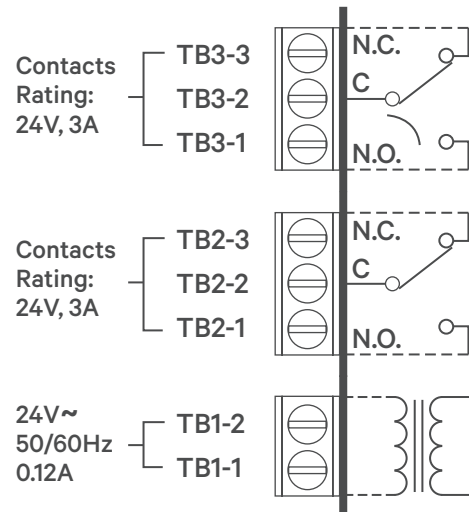 Contacts
Rating:
24V, 3A
TB3-3
TB3-2
TB3-1
N.C.
C
N.O.
Contacts
Rating:
24V, 3A
TB2-3
TB2-2
TB2-1
N.C.
C
N.O.
24V~
50/60Hz
0.12A
TB1-2
TB1-1